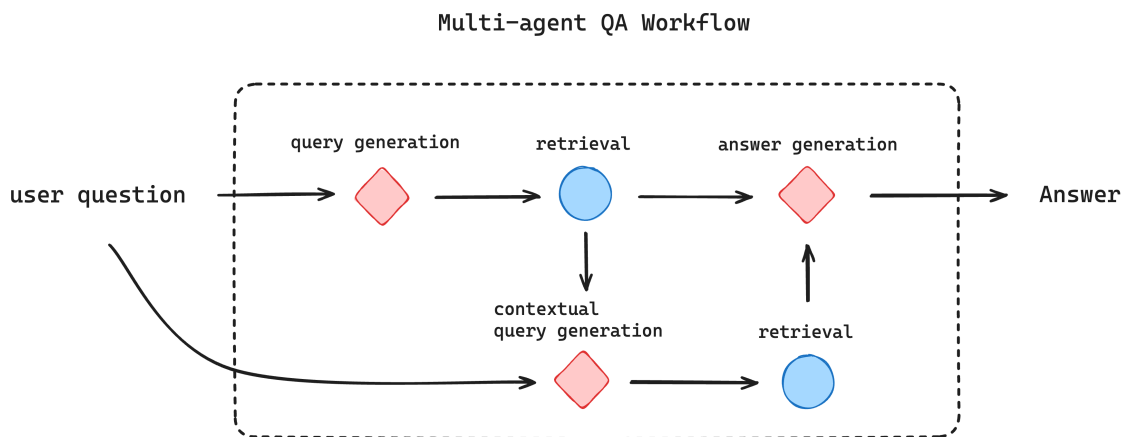 Multi-agent QA Workflow
query generation
retrieval
answer generation
user question
Answer
contextual
query generation
retrieval